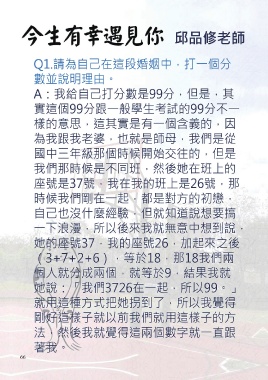 今生有幸遇見你 邱品修老師
Q1.請為自己在這段婚姻中，打一個分
數並說明理由。
A：我給自己打分數是99分，但是，其
實這個99分跟一般學生考試的99分不一
樣的意思，這其實是有一個含義的，因
為我跟我老婆，也就是師母，我們是從
國中三年級那個時候開始交往的，但是
我們那時候是不同班，然後她在班上的
座號是37號，我在我的班上是26號，那
時候我們剛在一起，都是對方的初戀，
自己也沒什麼經驗，但就知道說想要搞
一下浪漫，所以後來我就無意中想到說，
她的座號37，我的座號26，加起來之後
（3+7+2+6），等於18，那18我們兩
個人就分成兩個，就等於9，結果我就
她說：「我們3726在一起，所以99。」
就用這種方式把她拐到了，所以我覺得
剛好這樣子就以前我們就用這樣子的方
法，然後我就覺得這兩個數字就一直跟
著我。
66